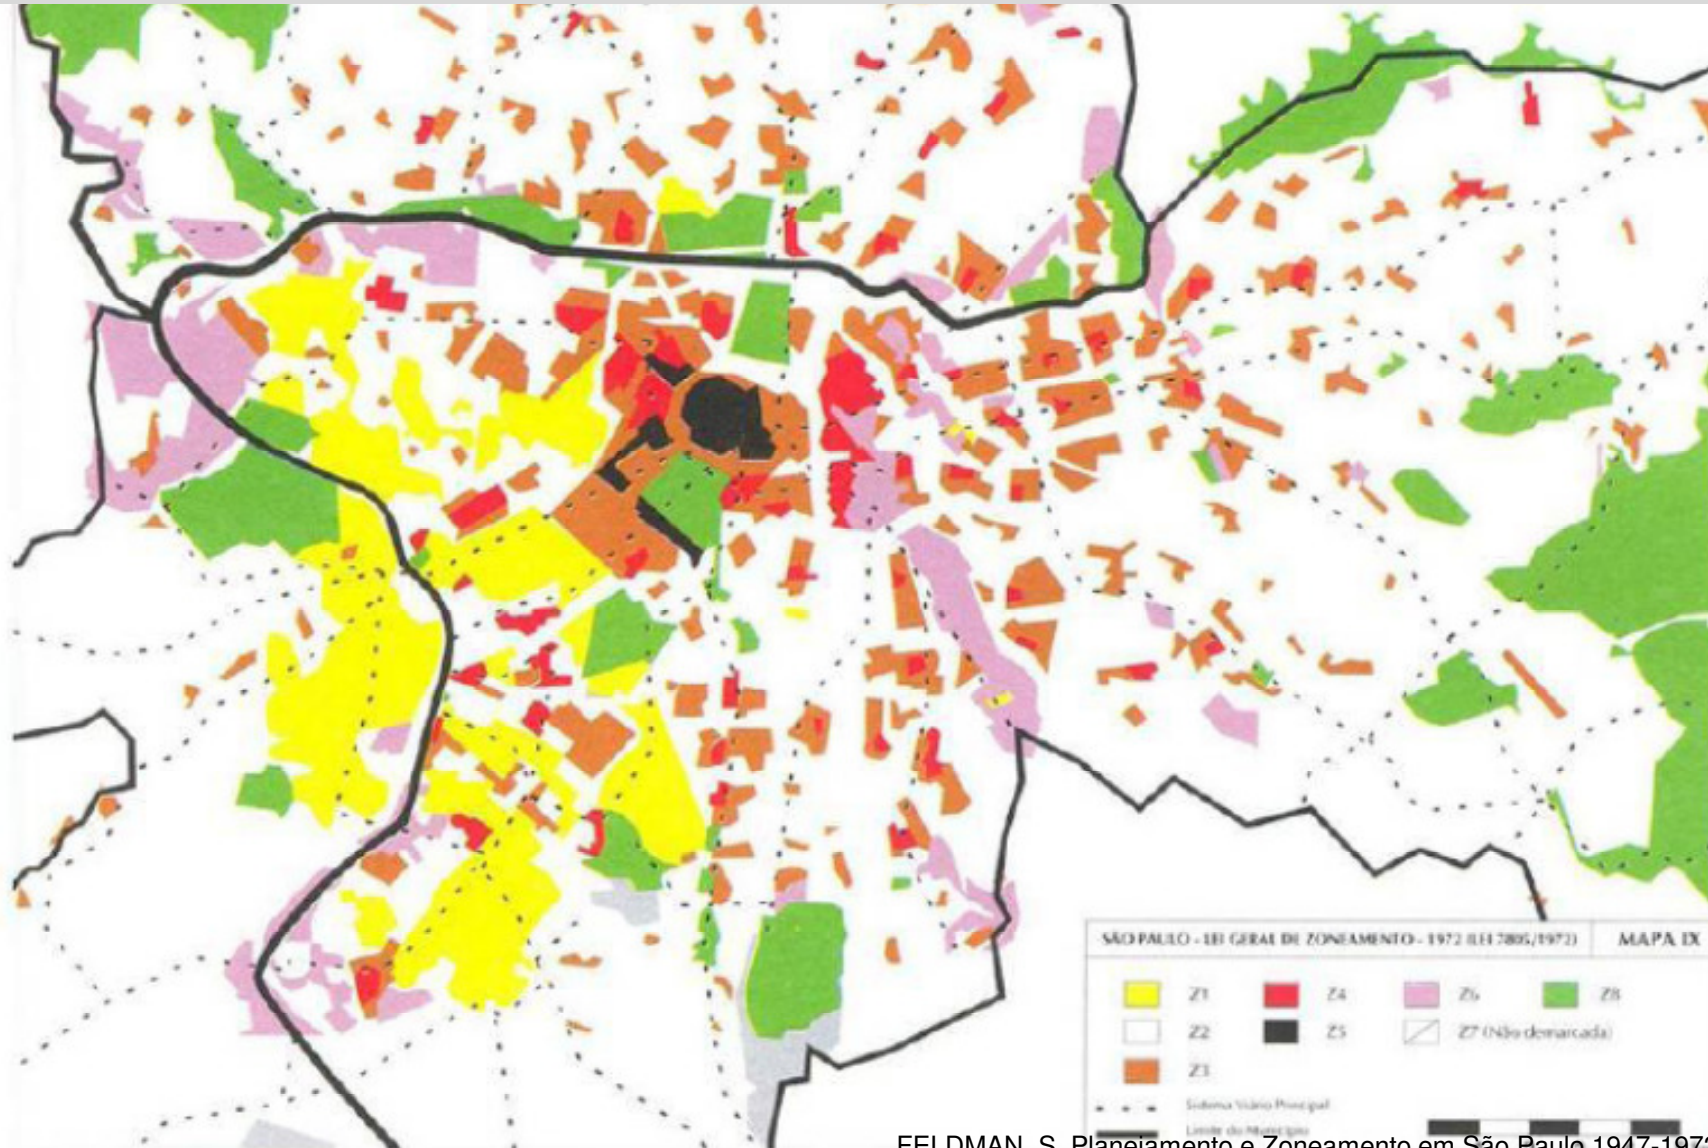 SÃO PAULO - LEI GERAL DE ZONEAMENTO - 1972 (LEI 7805/1972) MAPA IX
Z1 Z4 Z6 Z8
Z2 Z5 Z7 (Não demarcada)
Z3
Sistema Viário Principal
Limite do Município
FELDMAN, S. Planejamento e Zoneamento em São Paulo 1947-197